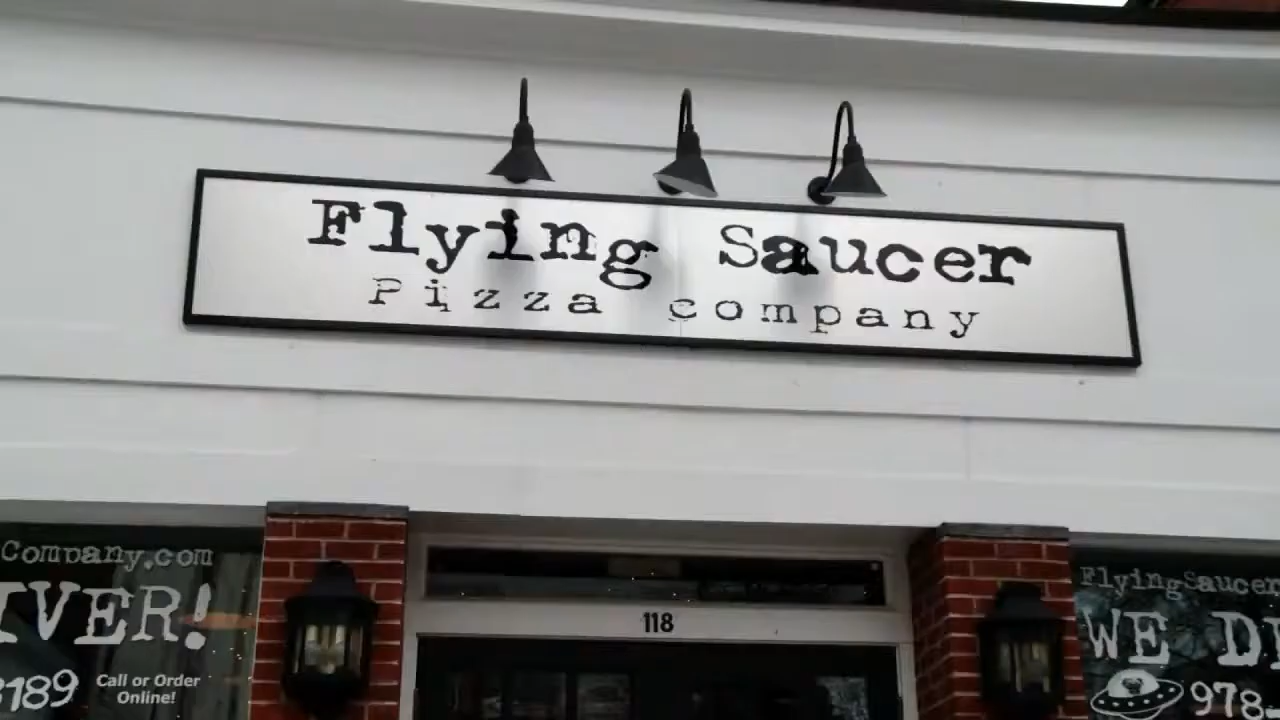 Flying Saucer
Pizza company
118
Company.com
IVER!
3189
Call or Order
Online!
FlyingSaucer
WE D
978-